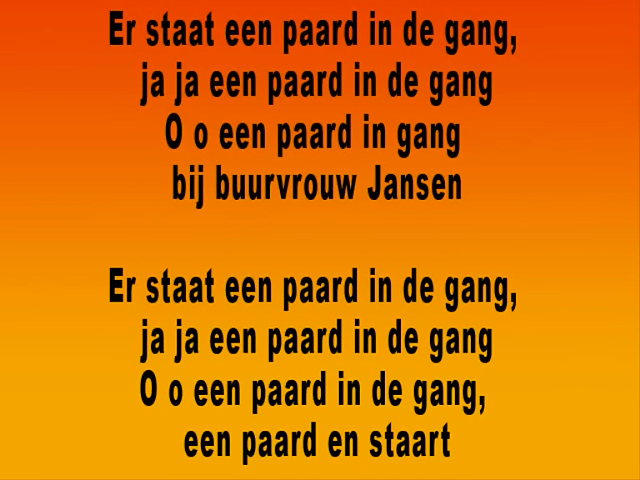 Er staat een paard in de gang,
ja ja een paard in de gang
O o een paard in gang
bij buurvrouw Jansen
Er staat een paard in de gang,
ja ja een paard in de gang
O o een paard in de gang,
een paard en staart